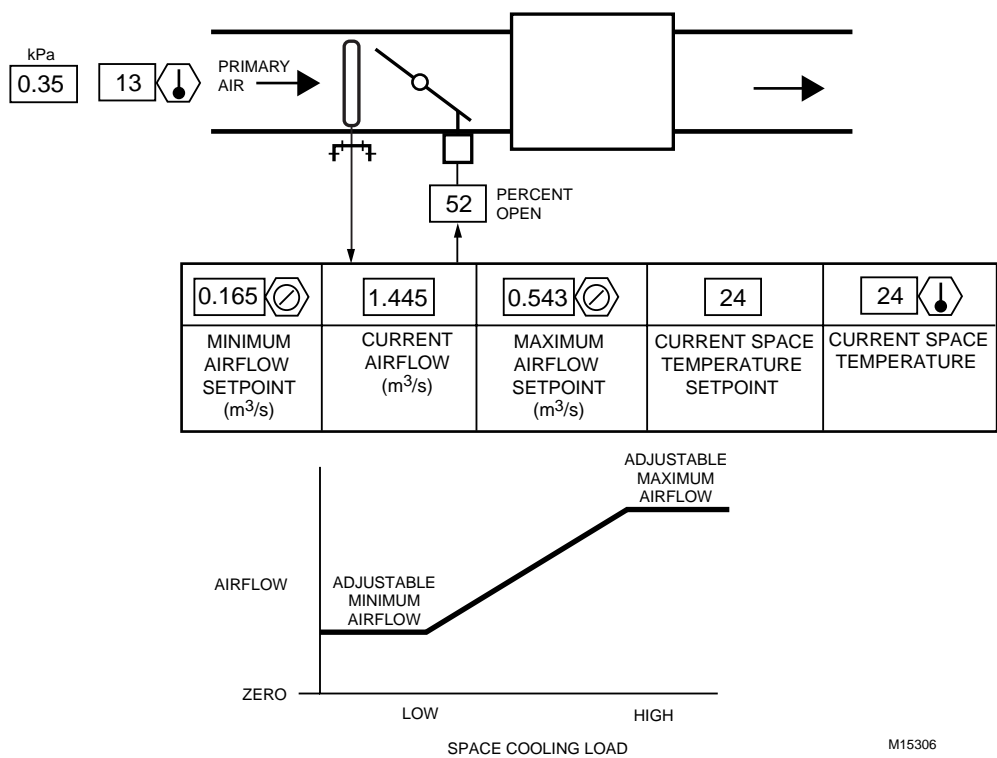 kPa
0.35
13
PRIMARY
AIR
52
PERCENT
OPEN
0.165
1.445
0.543
24
24
MINIMUM
AIRFLOW
SETPOINT
(m3/s)
CURRENT
AIRFLOW
(m3/s)
MAXIMUM
AIRFLOW
SETPOINT
(m3/s)
CURRENT SPACE
TEMPERATURE
SETPOINT
CURRENT SPACE
TEMPERATURE
ADJUSTABLE
MAXIMUM
AIRFLOW
AIRFLOW
ADJUSTABLE
MINIMUM
AIRFLOW
ZERO
LOW
HIGH
SPACE COOLING LOAD
M15306